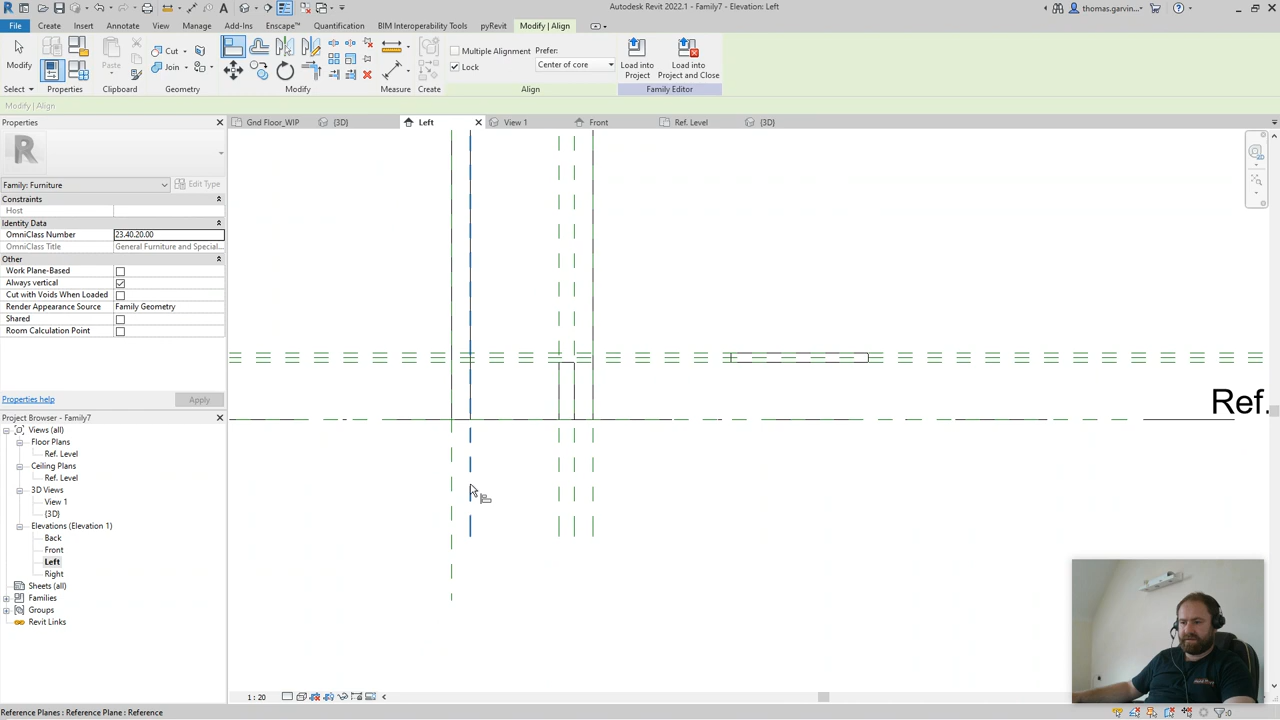 Autodesk Revit 2022.1 - Family7 - Elevation: Left
thomas.garvin...
File Create Insert Annotate View Manage Add-Ins Enscape™ Quantification BIM Interoperability Tools pyRevit Modify | Align
Modify
Paste
Cut
Join
Multiple Alignment
Lock
Prefer:
Center of core
Load into Project
Load into Project and Close
Select Properties Clipboard Geometry Modify Measure Create Align Family Editor
Modify | Align
Properties
Gnd Floor_WIP {3D} Left View 1 Front Ref. Level {3D}
Family: Furniture
Edit Type
Constraints
Host
Identity Data
OmniClass Number 23.40.20.00
OmniClass Title General Furniture and Special...
Other
Work Plane-Based
Always vertical
Cut with Voids When Loaded
Render Appearance Source Family Geometry
Shared
Room Calculation Point
Properties help
Apply
Project Browser - Family7
Views (all)
Floor Plans
Ref. Level
Ceiling Plans
Ref. Level
3D Views
View 1
{3D}
Elevations (Elevation 1)
Back
Front
Left
Right
Sheets (all)
Families
Groups
Revit Links
Ref.
1 : 20
Reference Planes : Reference Plane : Reference
:0